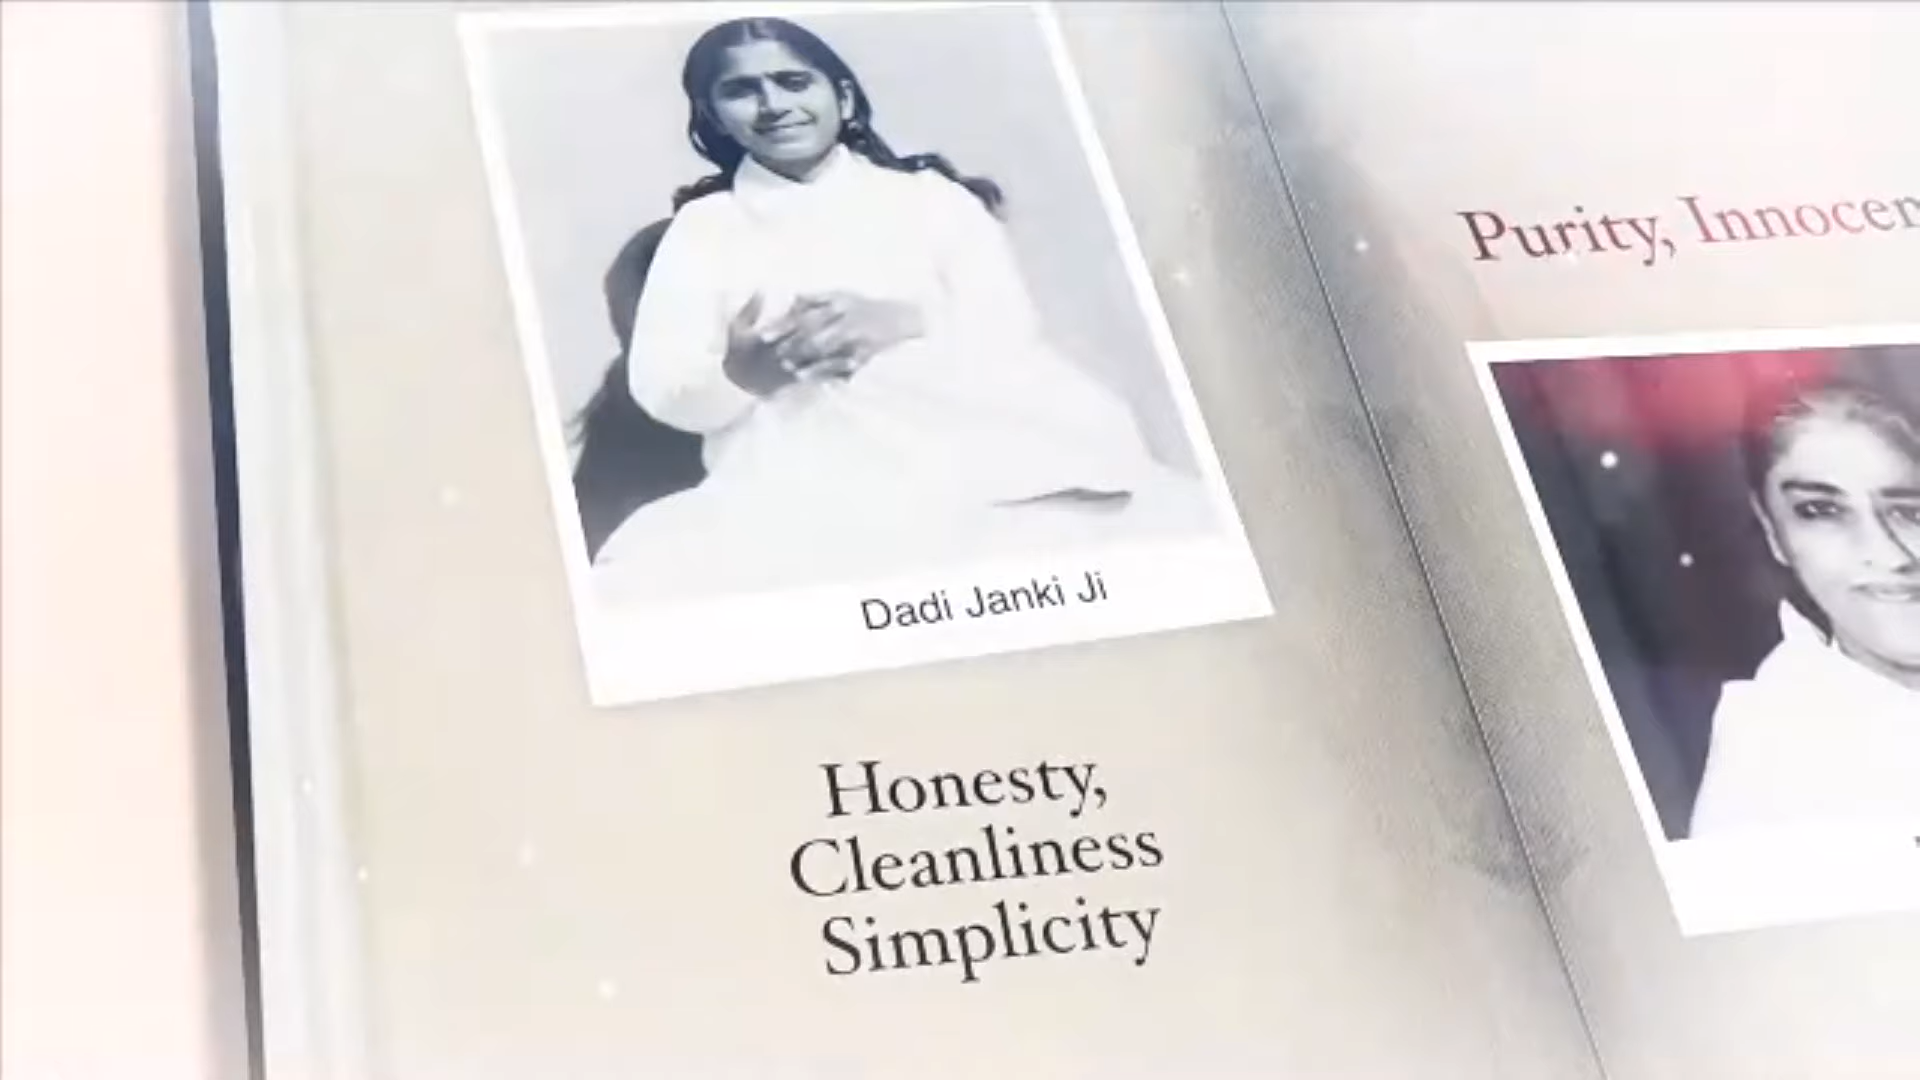 Dadi Janki Ji
Honesty,
Cleanliness
Simplicity
Purity,